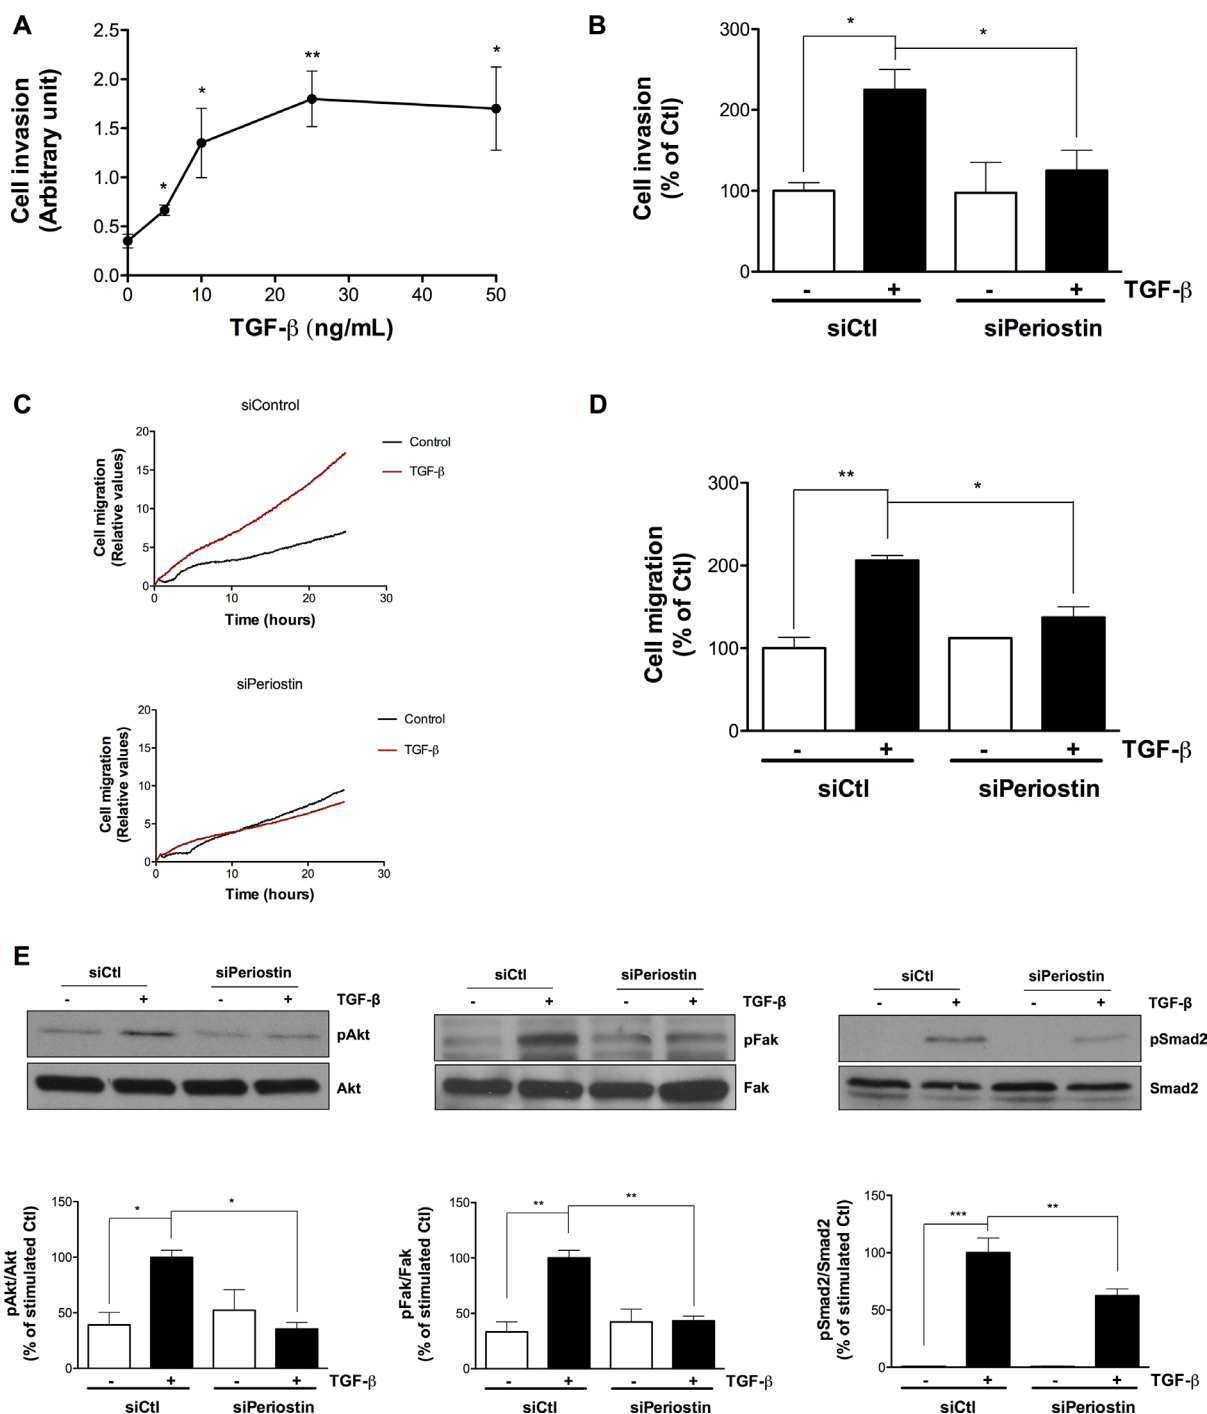 A
Cell invasion
(Arbitrary unit)
2.5
2.0
1.5
1.0
0.5
0.0
*
*
**
*
0 10 20 30 40 50
TGF-β (ng/mL)
B
Cell invasion
(% of Ctl)
300
200
100
0
*
*
- + - + TGF-β
siCtl siPeriostin
C
siControl
Cell migration
(Relative values)
20
15
10
5
0
0 10 20 30
Time (hours)
Control
TGF-β
siPeriostin
Cell migration
(Relative values)
20
15
10
5
0
0 10 20 30
Time (hours)
Control
TGF-β
D
Cell migration
(% of Ctl)
300
200
100
0
**
*
- + - + TGF-β
siCtl siPeriostin
E
siCtl siPeriostin
- + - + TGF-β
pAkt
Akt
siCtl siPeriostin
- + - + TGF-β
pFak
Fak
siCtl siPeriostin
- + - + TGF-β
pSmad2
Smad2
pAkt/Akt
(% of stimulated Ctl)
150
100
50
0
*
*
- + - + TGF-β
siCtl siPeriostin
pFak/Fak
(% of stimulated Ctl)
150
100
50
0
**
**
- + - + TGF-β
siCtl siPeriostin
pSmad2/Smad2
(% of stimulated Ctl)
150
100
50
0
***
**
- + - + TGF-β
siCtl siPeriostin